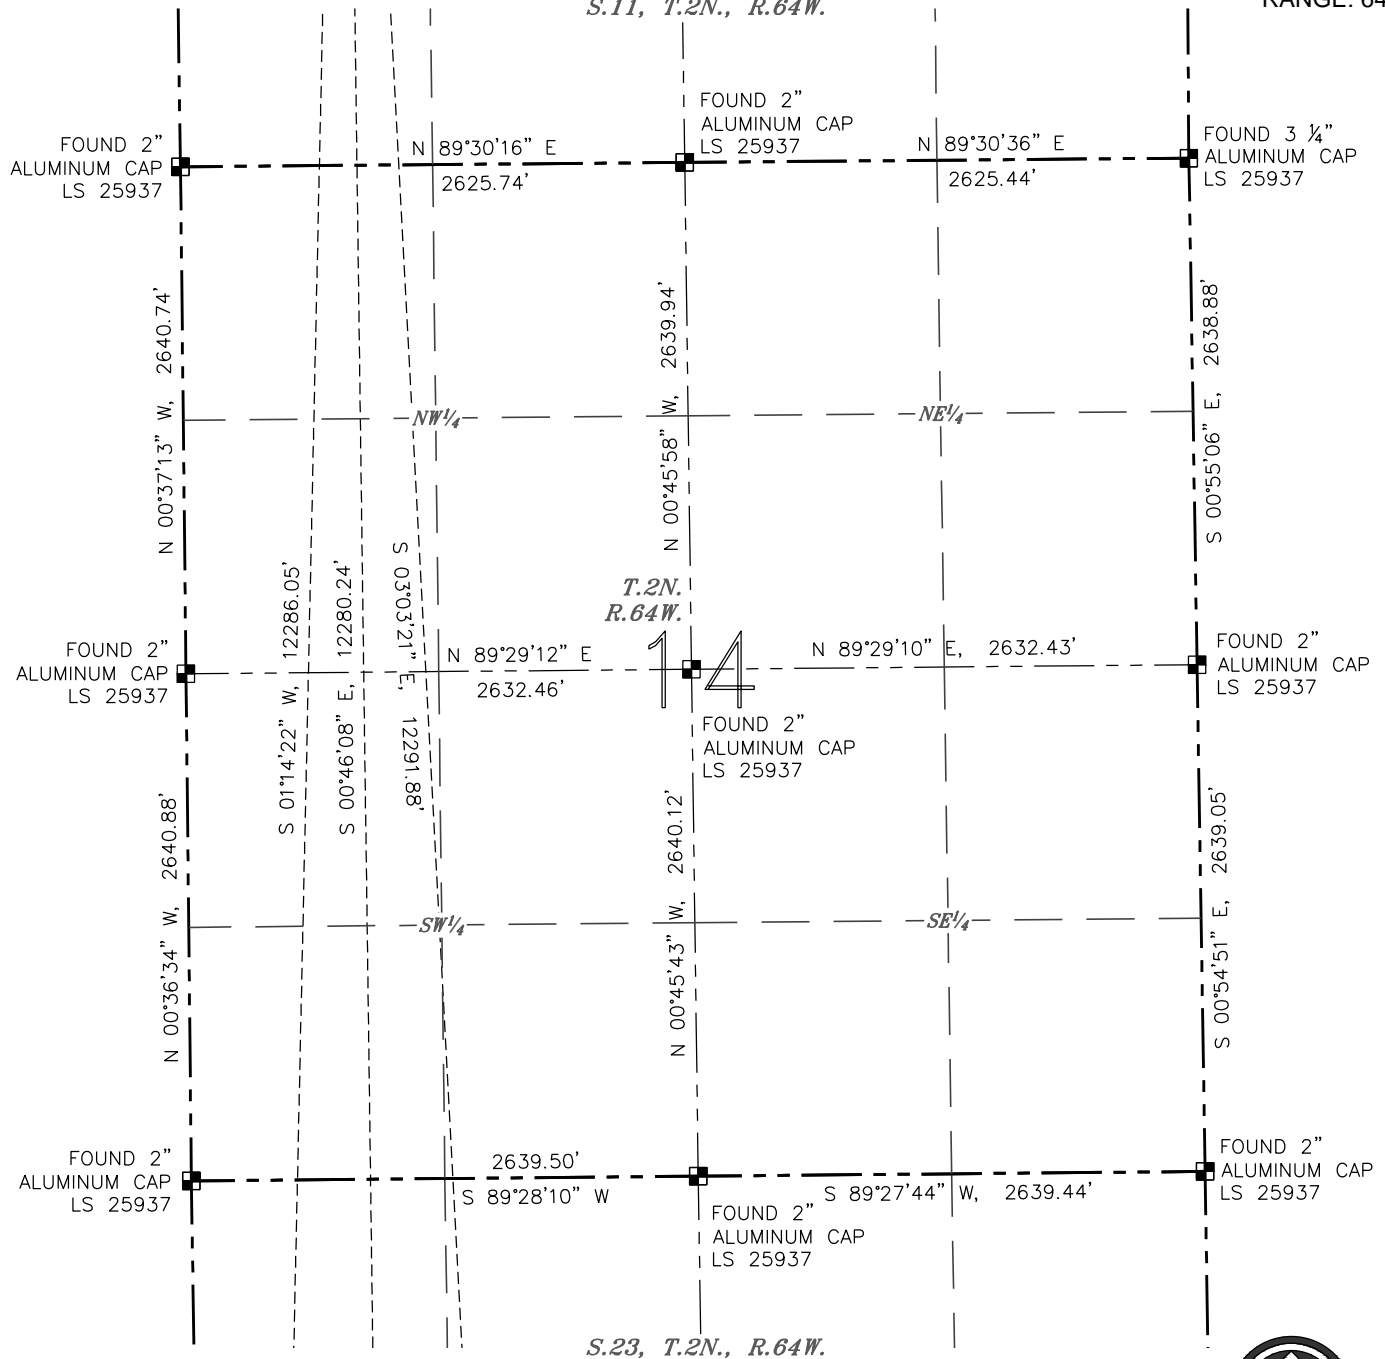 S.11, T.2N., R.64W.
RANGE: 64
FOUND 2"
ALUMINUM CAP
LS 25937
FOUND 2"
ALUMINUM CAP
LS 25937
FOUND 3 ¼"
ALUMINUM CAP
LS 25937
N 89°30'16" E
2625.74'
N 89°30'36" E
2625.44'
N 00°37'13" W, 2640.74'
N 00°45'58" W, 2639.94'
S 00°55'06" E, 2638.88'
NW¼
NE¼
S 01°14'22" W, 12286.05'
S 00°46'08" E, 12280.24'
S 03°03'21" E, 12291.88'
T.2N.
R.64W.
14
FOUND 2"
ALUMINUM CAP
LS 25937
N 89°29'12" E
2632.46'
N 89°29'10" E, 2632.43'
FOUND 2"
ALUMINUM CAP
LS 25937
FOUND 2"
ALUMINUM CAP
LS 25937
N 00°36'34" W, 2640.88'
N 00°45'43" W, 2640.12'
S 00°54'51" E, 2639.05'
SW¼
SE¼
FOUND 2"
ALUMINUM CAP
LS 25937
2639.50'
S 89°28'10" W
S 89°27'44" W, 2639.44'
FOUND 2"
ALUMINUM CAP
LS 25937
FOUND 2"
ALUMINUM CAP
LS 25937
S.23, T.2N., R.64W.